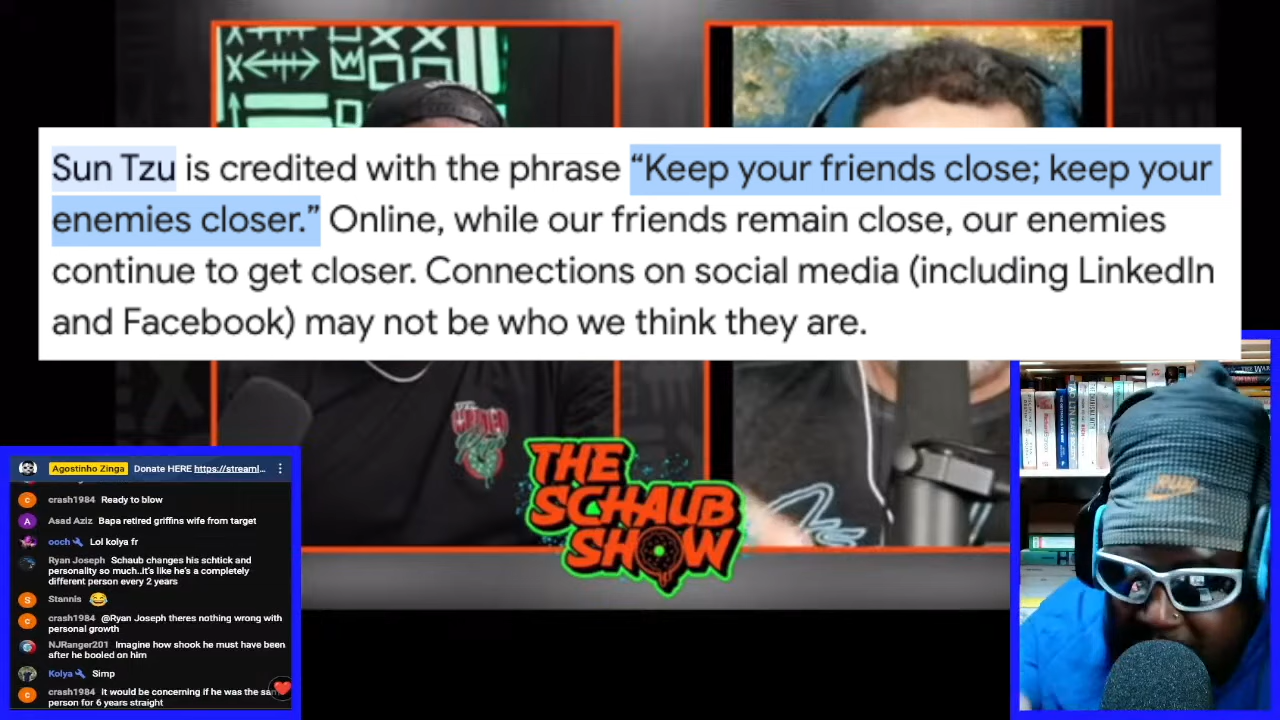 Sun Tzu is credited with the phrase “Keep your friends close; keep your
enemies closer.” Online, while our friends remain close, our enemies
continue to get closer. Connections on social media (including LinkedIn
and Facebook) may not be who we think they are.
THE
SCHAUB
SHOW
Agostinho Zinga Donate HERE https://streaml...
crash1984 Ready to blow
Asad Aziz Bapa retired griffins wife from target
ooch Lol kolya fr
Ryan Joseph Schaub changes his schtick and
personality so much..it's like he's a completely
different person every 2 years
Stannis 😂
crash1984 @Ryan Joseph theres nothing wrong with
personal growth
NJRanger201 Imagine how shook he must have been
after he booled on him
Kolya Simp
crash1984 It would be concerning if he was the sam
person for 6 years straight